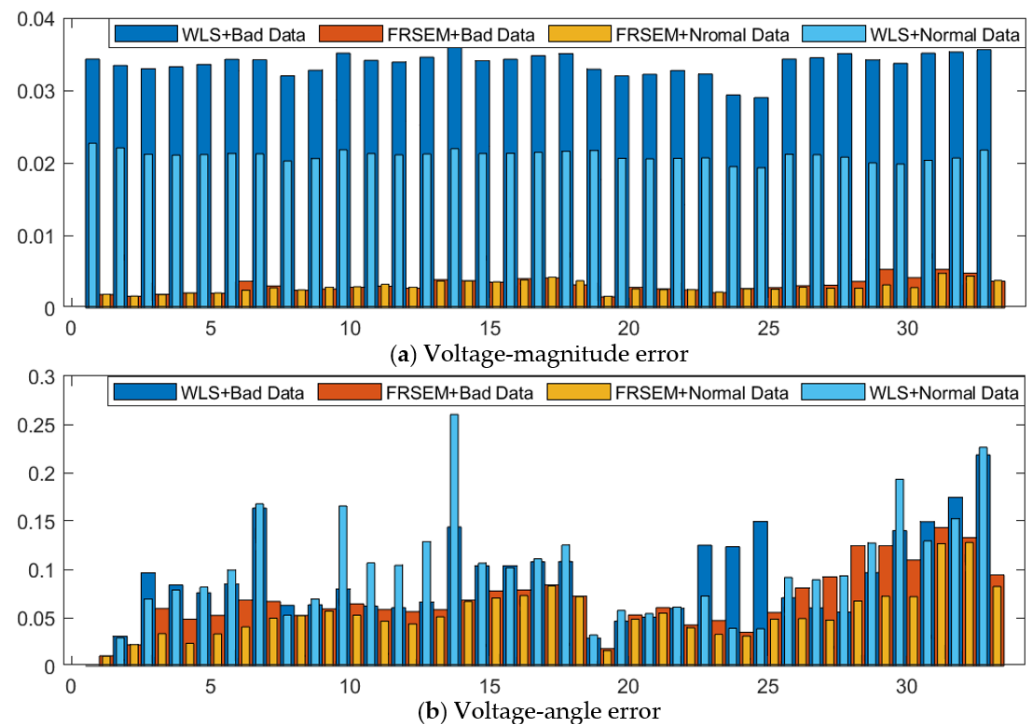 0.04
WLS+Bad Data FRSEM+Bad Data FRSEM+Nromal Data WLS+Normal Data
0.03
0.02
0.01
0
0 5 10 15 20 25 30
(a) Voltage-magnitude error
0.3
WLS+Bad Data FRSEM+Bad Data FRSEM+Normal Data WLS+Normal Data
0.25
0.2
0.15
0.1
0.05
0
0 5 10 15 20 25 30
(b) Voltage-angle error